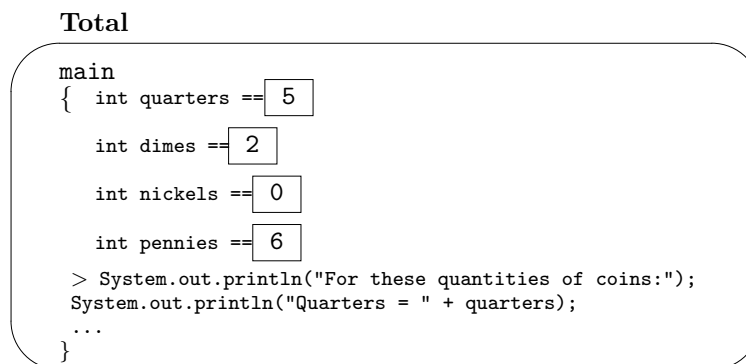 Total
main
{ int quarters == 5
int dimes == 2
int nickels == 0
int pennies == 6
> System.out.println("For these quantities of coins:");
System.out.println("Quarters = " + quarters);
...
}